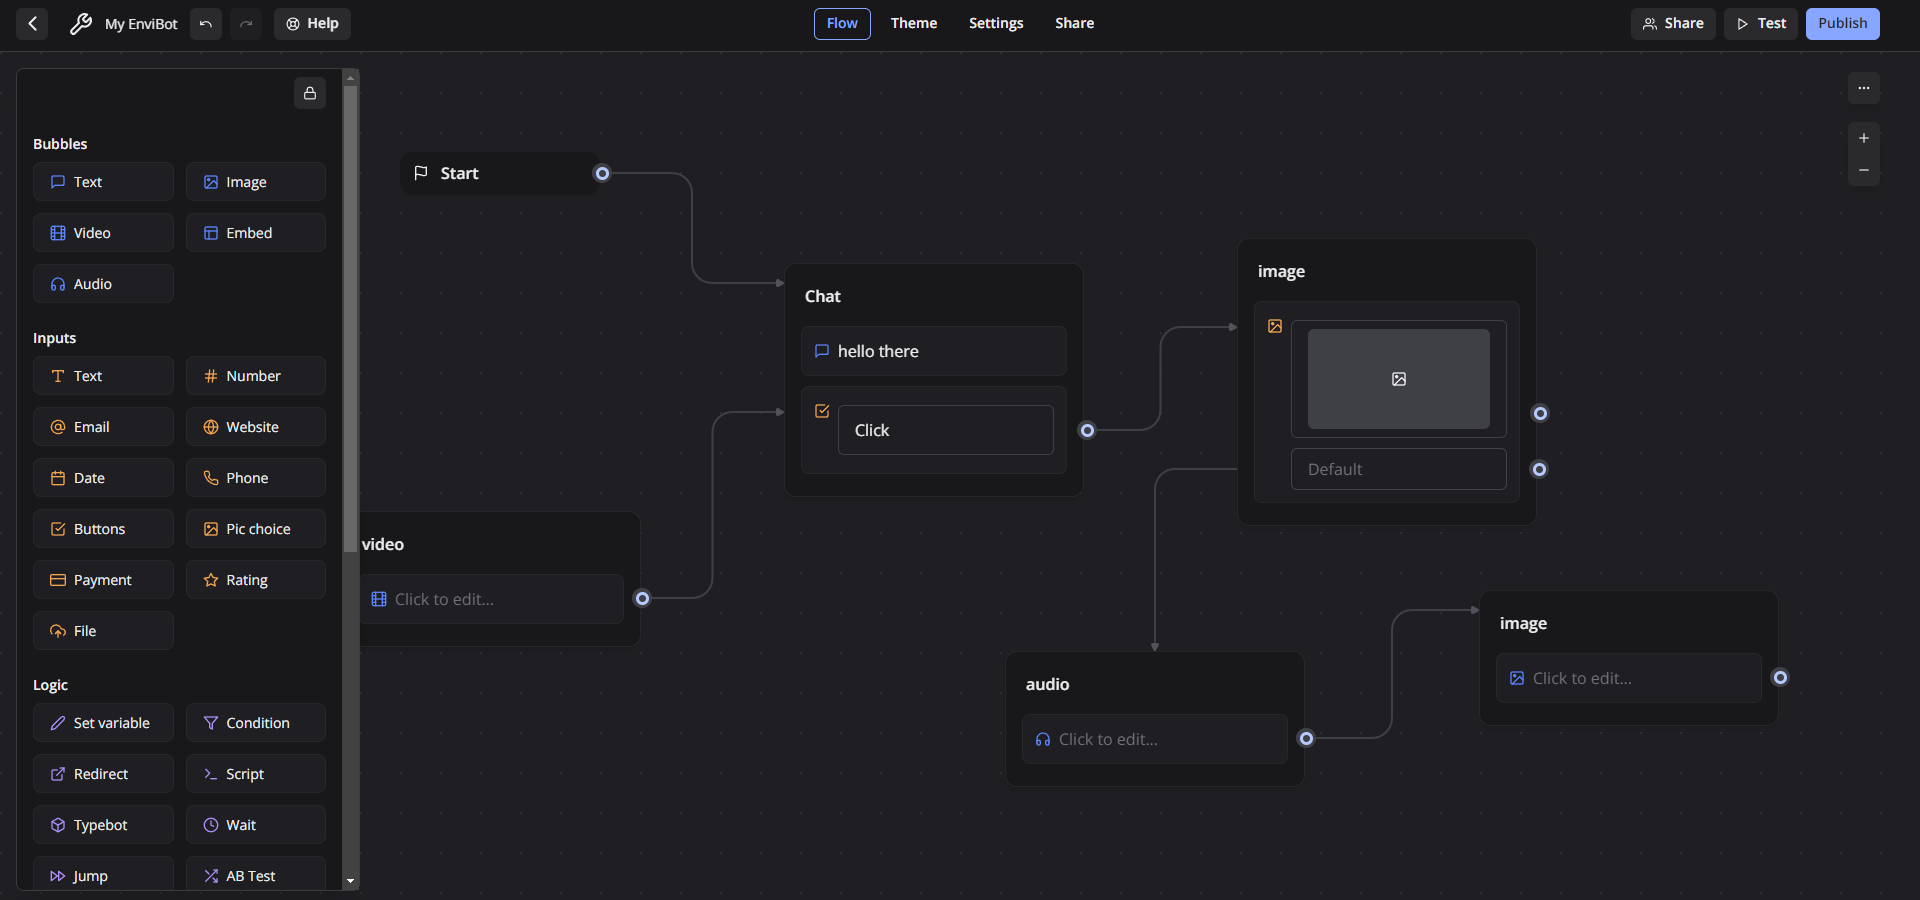 My EnviBot
Help
Flow
Theme
Settings
Share
Share
Test
Publish
Bubbles
Text
Image
Video
Embed
Audio
Inputs
Text
Number
Email
Website
Date
Phone
Buttons
Pic choice
Payment
Rating
File
Logic
Set variable
Condition
Redirect
Script
Typebot
Wait
Jump
AB Test
Start
Chat
hello there
Click
image
Default
video
Click to edit...
audio
Click to edit...
image
Click to edit...